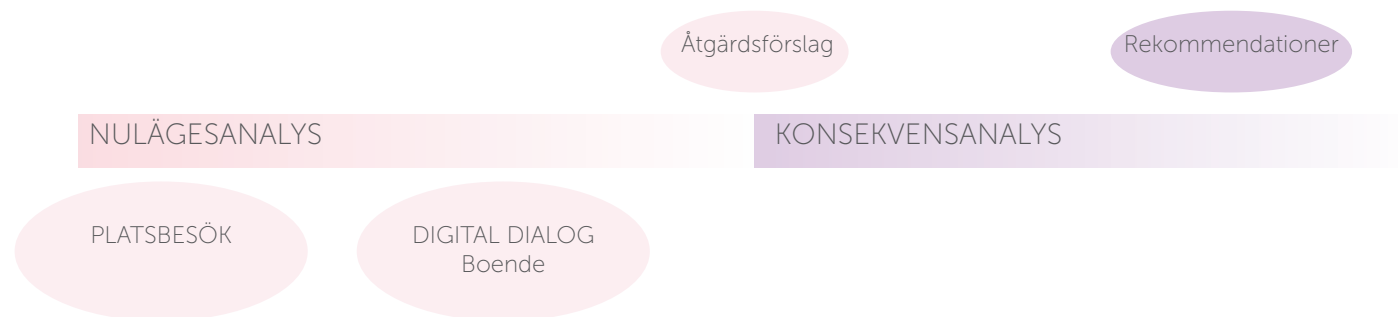 Åtgärdsförslag
Rekommendationer
NULÄGESANALYS
KONSEKVENSANALYS
PLATSBESÖK
DIGITAL DIALOG
Boende